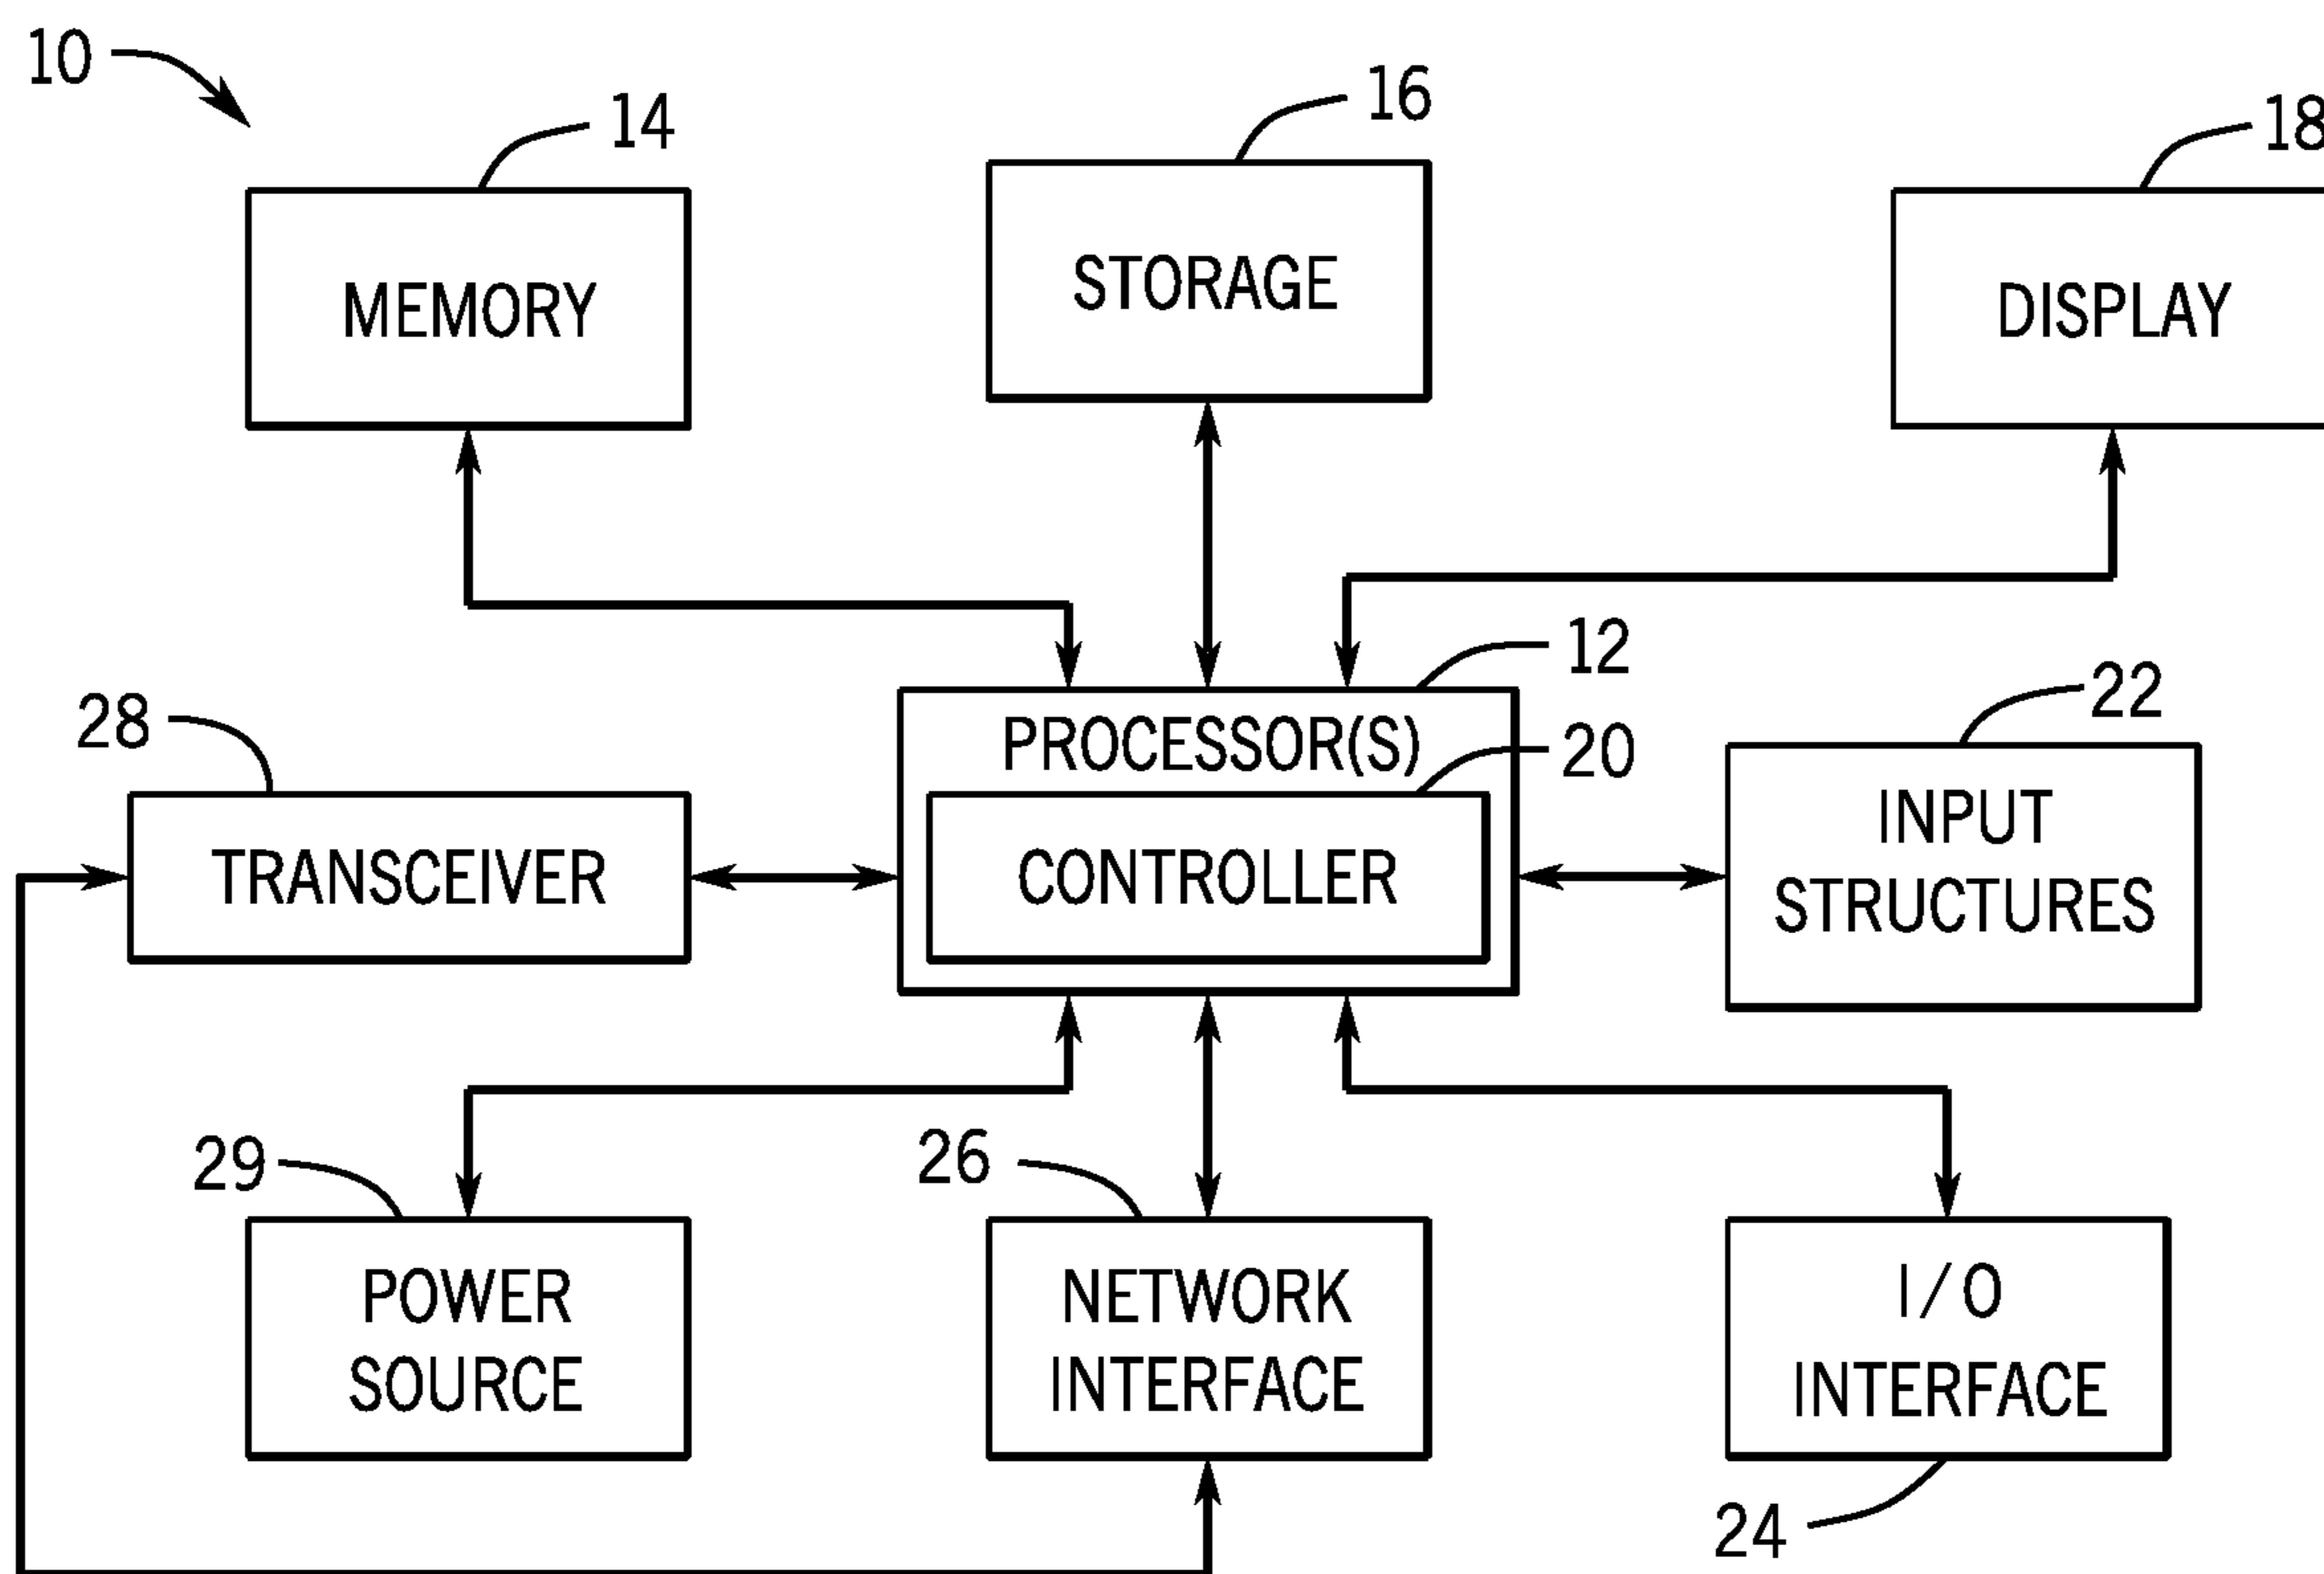 10
14
16
18
MEMORY
STORAGE
DISPLAY
12
PROCESSOR(S)
20
22
28
TRANSCEIVER
CONTROLLER
INPUT
STRUCTURES
29
26
POWER
SOURCE
NETWORK
INTERFACE
I/O
INTERFACE
24